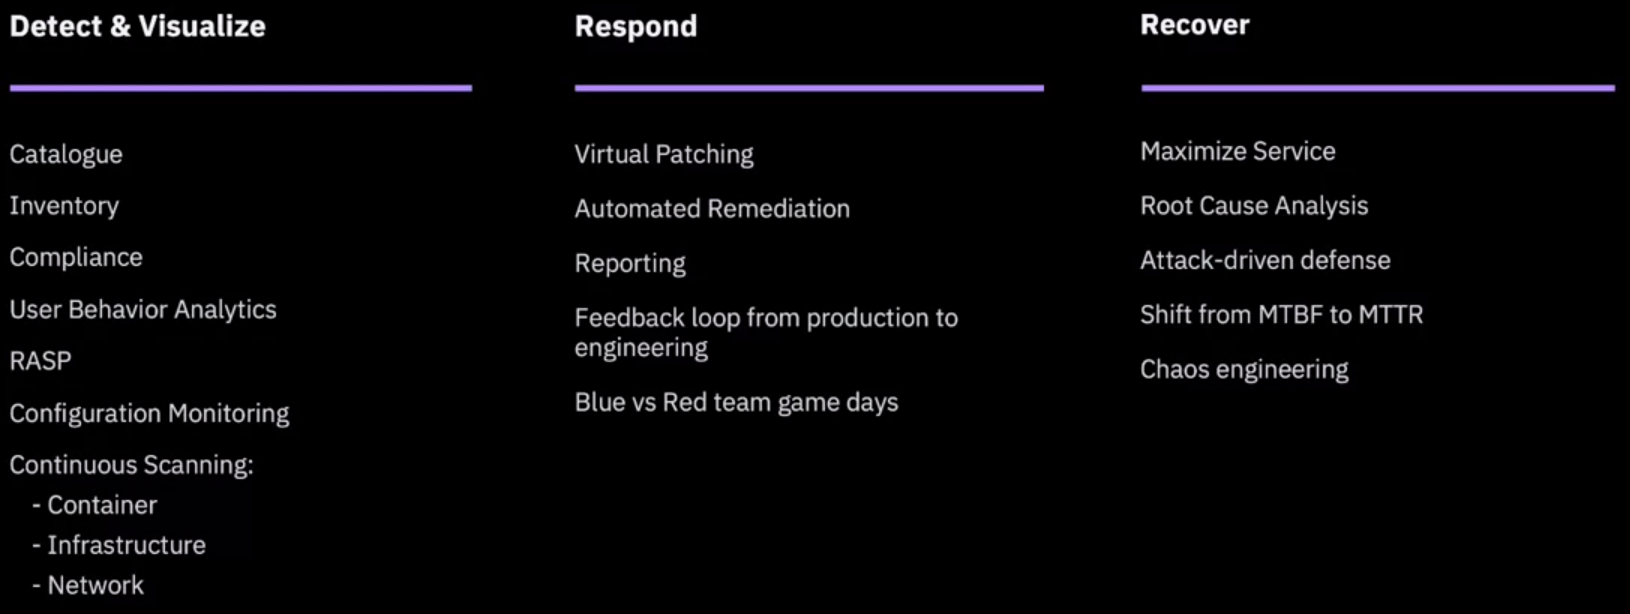 Detect & Visualize
Catalogue
Inventory
Compliance
User Behavior Analytics
RASP
Configuration Monitoring
Continuous Scanning:
- Container
- Infrastructure
- Network
Respond
Virtual Patching
Automated Remediation
Reporting
Feedback loop from production to
engineering
Blue vs Red team game days
Recover
Maximize Service
Root Cause Analysis
Attack-driven defense
Shift from MTBF to MTTR
Chaos engineering